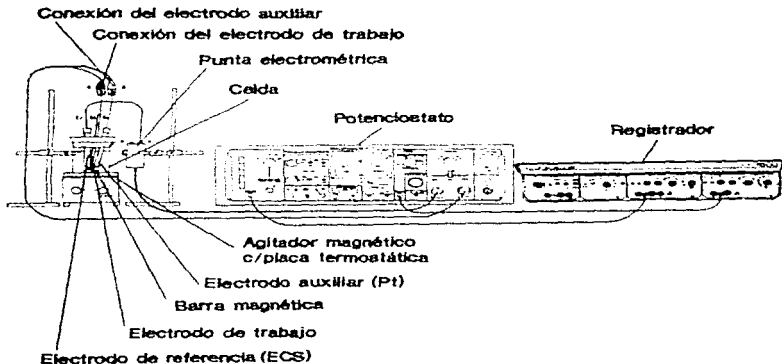 Conexión del electrodo auxiliar
Conexión del electrodo de trabajo
Punta electrométrica
Celda
Potenciostato
Registrador
Agitador magnético
c/placa termostática
Electrodo auxiliar (Pt)
Barra magnética
Electrodo de trabajo
Electrodo de referencia (ECS)